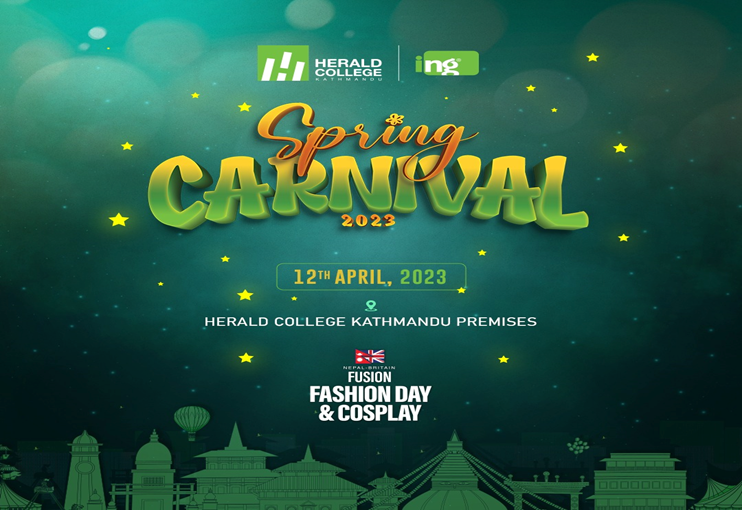 HERALD
COLLEGE
KATHMANDU
ing®
Spring
CARNIVAL
2023
12TH APRIL, 2023
HERALD COLLEGE KATHMANDU PREMISES
NEPAL-BRITAIN
FUSION
FASHION DAY
& COSPLAY